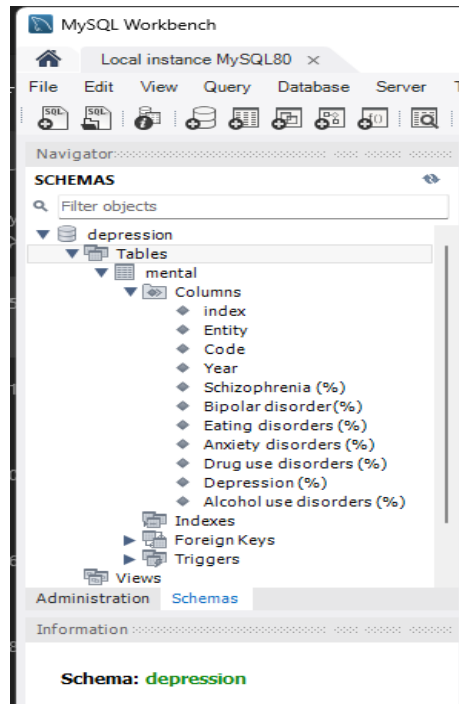 MySQL Workbench
Local instance MySQL80 ×
File Edit View Query Database Server
Navigator
SCHEMAS
Filter objects
depression
Tables
mental
Columns
index
Entity
Code
Year
Schizophrenia (%)
Bipolar disorder(%)
Eating disorders (%)
Anxiety disorders (%)
Drug use disorders (%)
Depression (%)
Alcohol use disorders (%)
Indexes
Foreign Keys
Triggers
Views
Administration Schemas
Information
Schema: depression